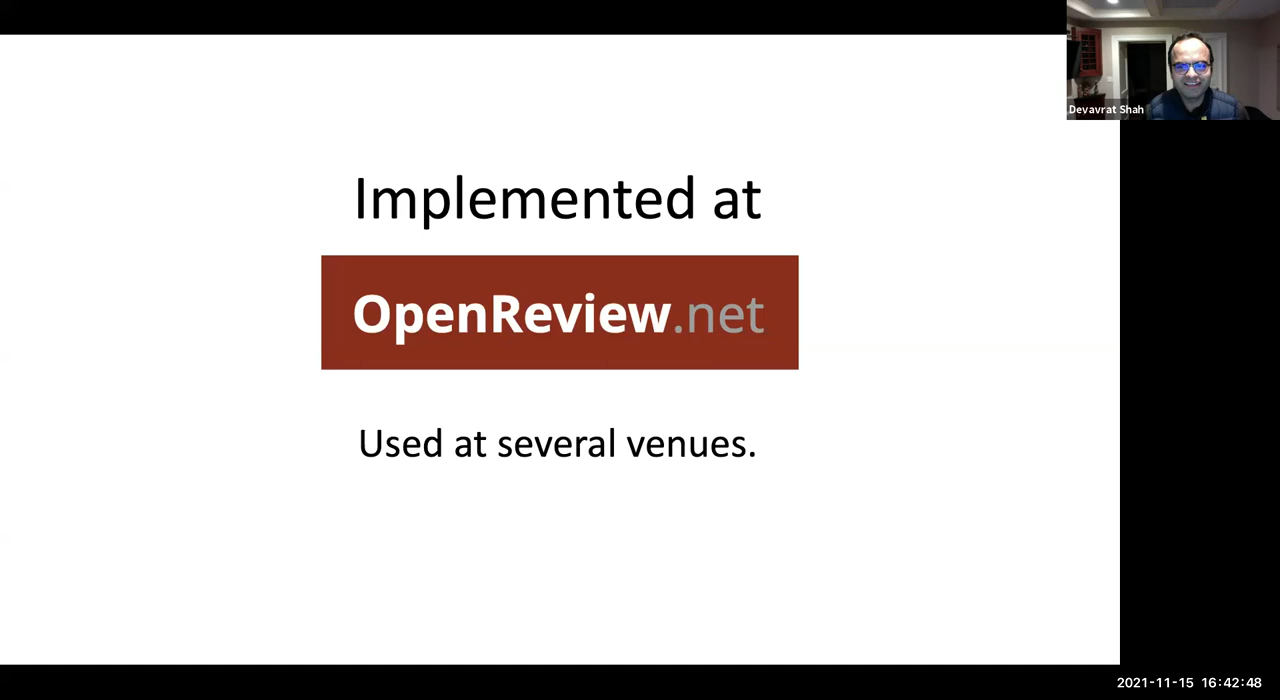 Devavrat Shah
Implemented at
OpenReview.net
Used at several venues.
2021-11-15 16:42:48